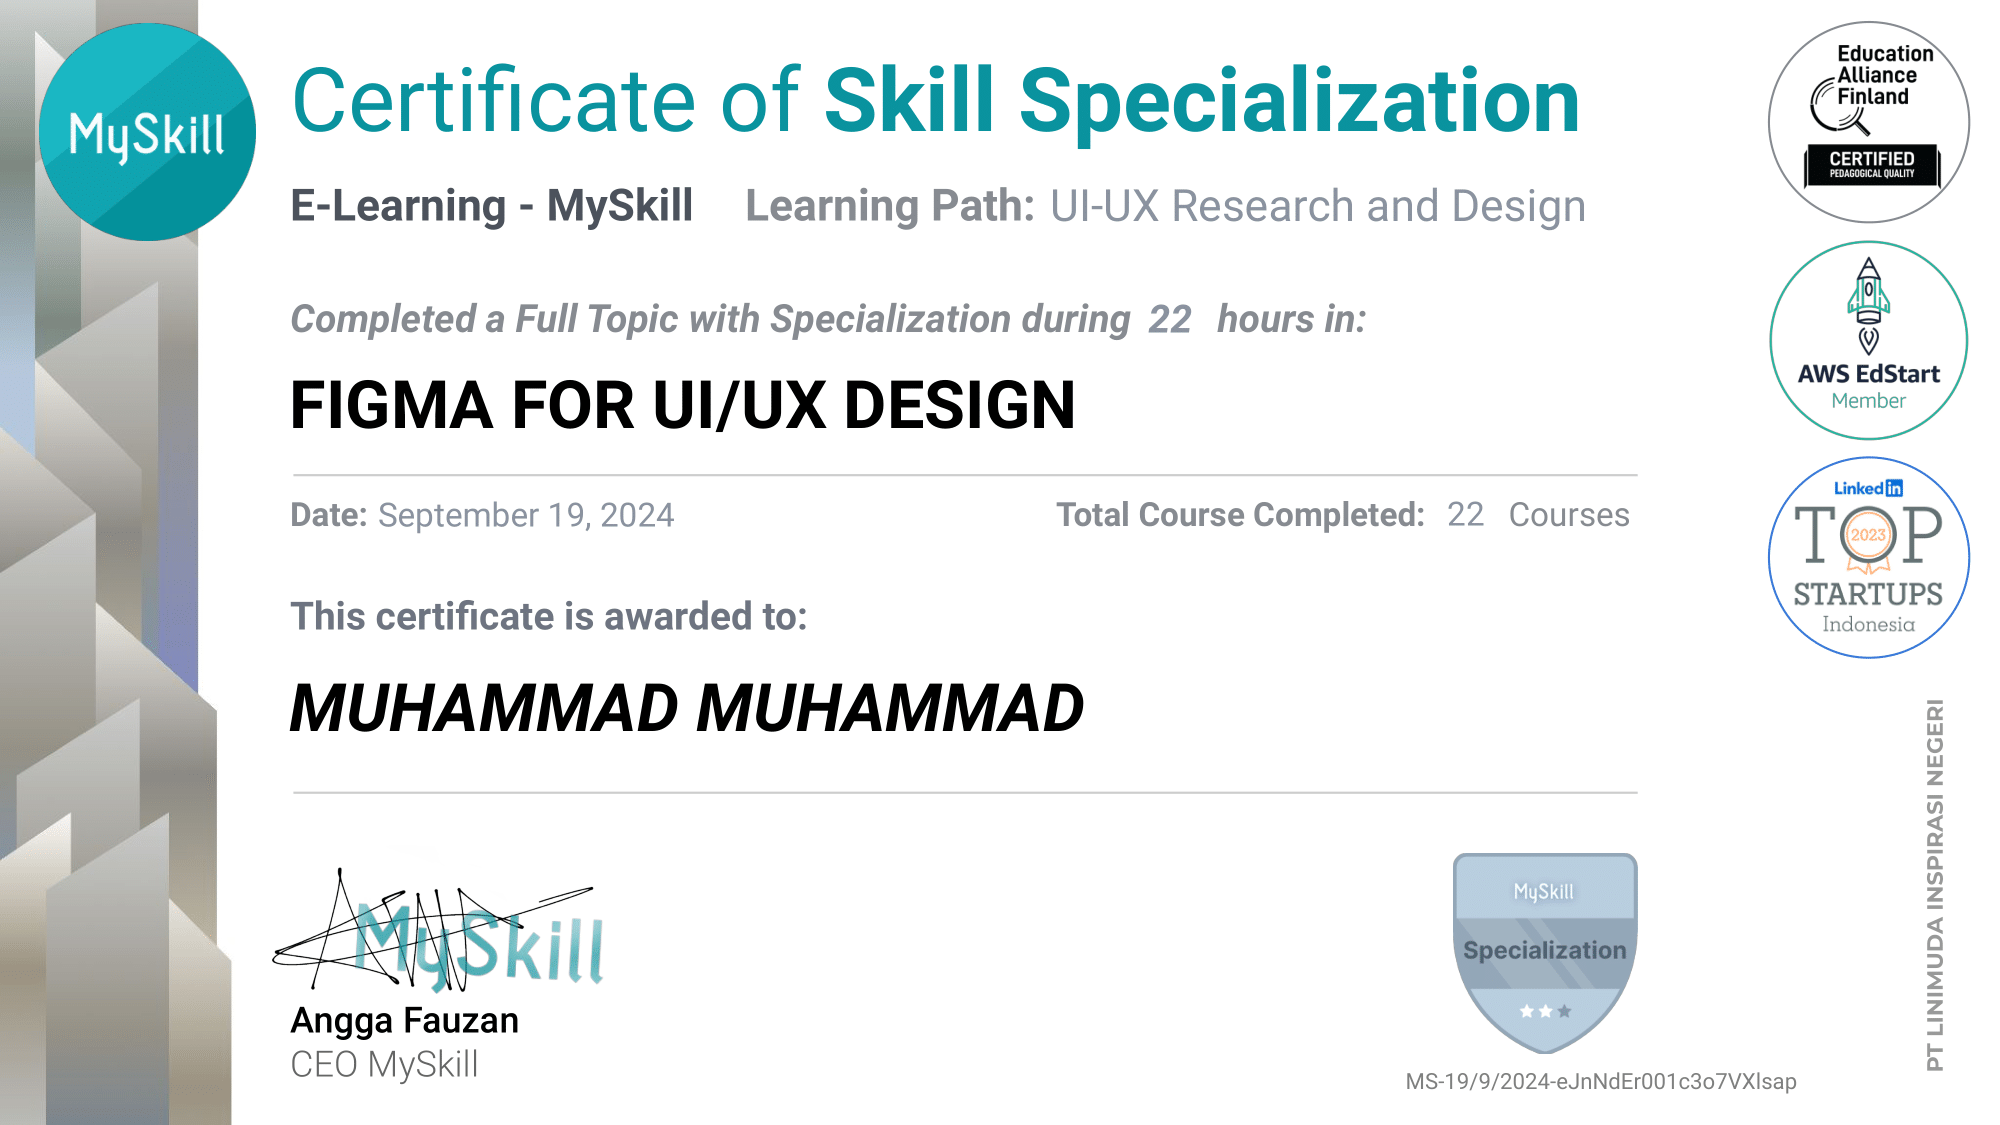 MySkill
Certificate of Skill Specialization
E-Learning - MySkill Learning Path: UI-UX Research and Design
Completed a Full Topic with Specialization during 22 hours in:
FIGMA FOR UI/UX DESIGN
Date: September 19, 2024 Total Course Completed: 22 Courses
This certificate is awarded to:
MUHAMMAD MUHAMMAD
MySkill
Angga Fauzan
CEO MySkill
MySkill
Specialization
MS-19/9/2024-eJnNdEr001c3o7VXlsap
Education
Alliance
Finland
CERTIFIED
PEDAGOGICAL QUALITY
AWS EdStart
Member
Linked in
TOP
2023
STARTUPS
Indonesia
PT LINIMUDA INSPIRASI NEGERI